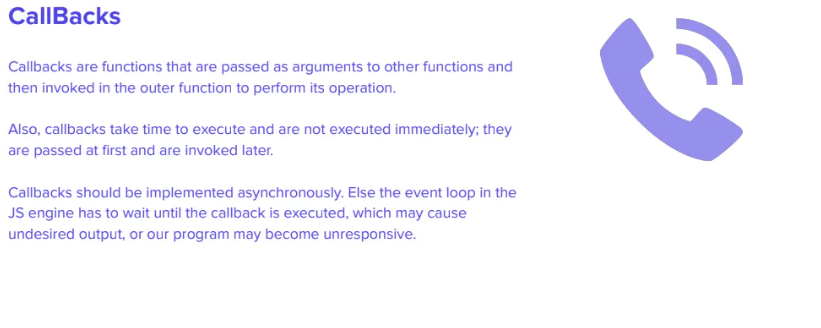 CallBacks
Callbacks are functions that are passed as arguments to other functions and
then invoked in the outer function to perform its operation.
Also, callbacks take time to execute and are not executed immediately; they
are passed at first and are invoked later.
Callbacks should be implemented asynchronously. Else the event loop in the
JS engine has to wait until the callback is executed, which may cause
undesired output, or our program may become unresponsive.